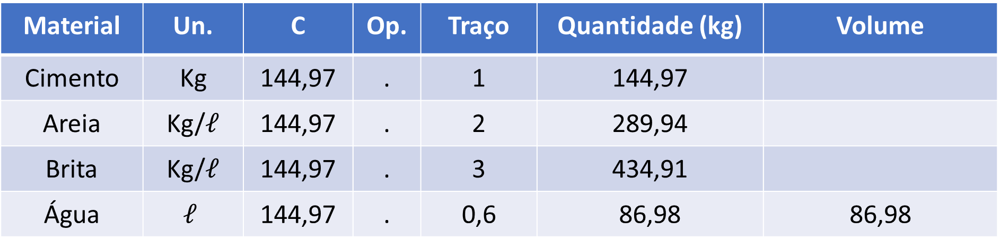 Material Un. C Op. Traço Quantidade (kg) Volume
Cimento Kg 144,97 . 1 144,97
Areia Kg/ℓ 144,97 . 2 289,94
Brita Kg/ℓ 144,97 . 3 434,91
Água ℓ 144,97 . 0,6 86,98 86,98